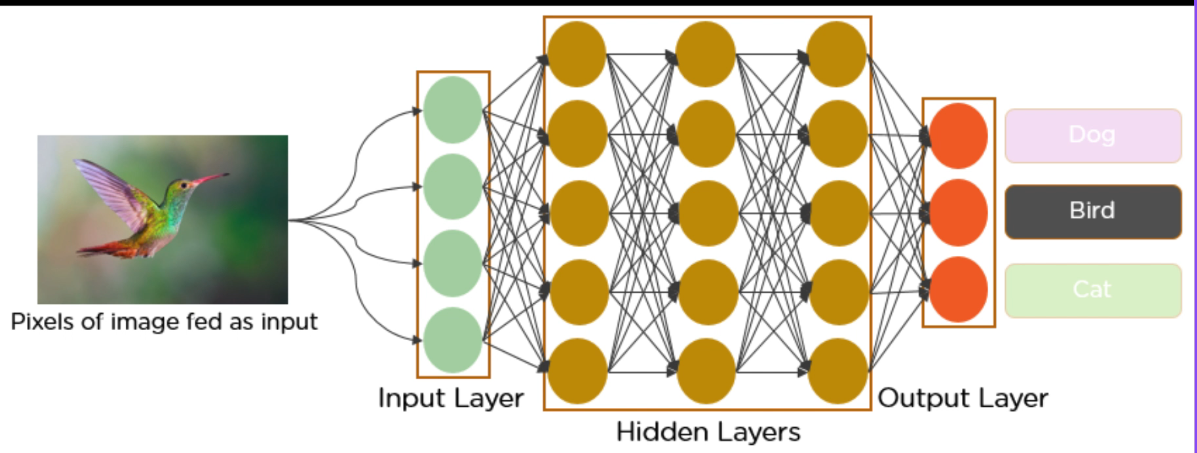 Pixels of image fed as input
Input Layer
Hidden Layers
Output Layer
Dog
Bird
Cat